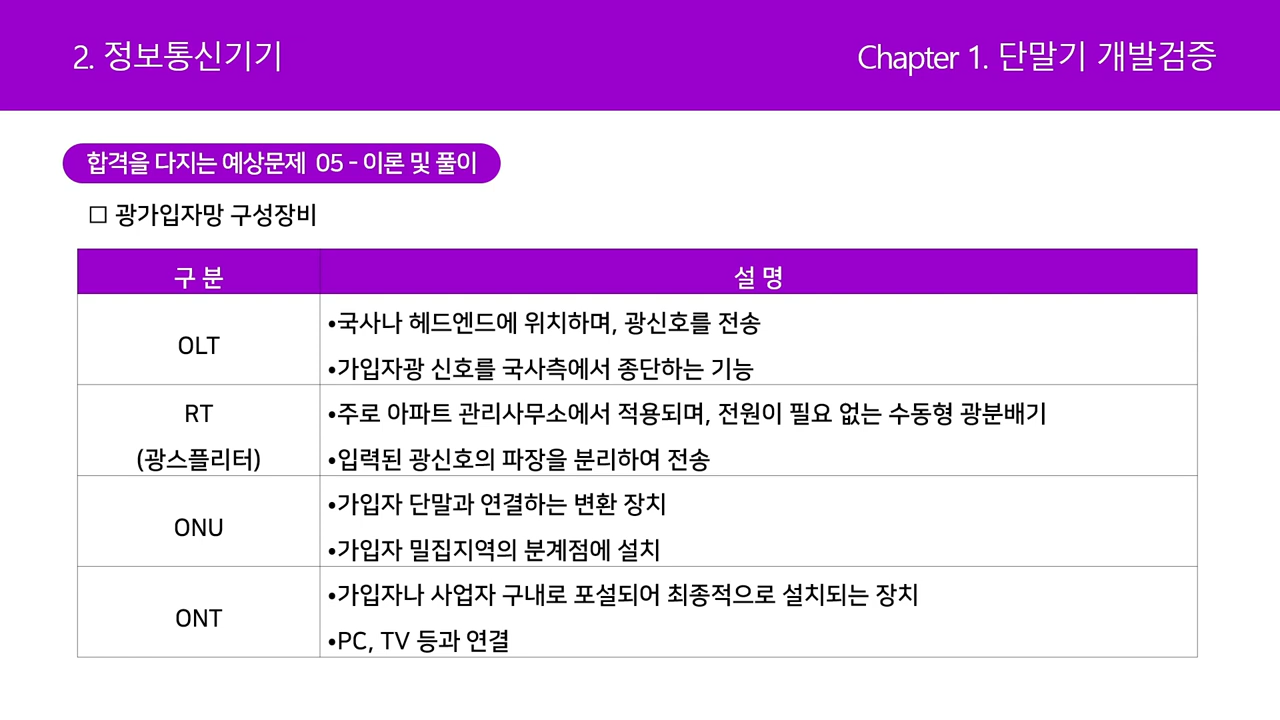 2. 정보통신기기
Chapter 1. 단말기 개발검증
합격을 다지는 예상문제 05 - 이론 및 풀이
□ 광가입자망 구성장비
구 분
설 명
OLT
•국사나 헤드엔드에 위치하며, 광신호를 전송
•가입자광 신호를 국사측에서 종단하는 기능
RT
(광스플리터)
•주로 아파트 관리사무소에서 적용되며, 전원이 필요 없는 수동형 광분배기
•입력된 광신호의 파장을 분리하여 전송
ONU
•가입자 단말과 연결하는 변환 장치
•가입자 밀집지역의 분계점에 설치
ONT
•가입자나 사업자 구내로 포설되어 최종적으로 설치되는 장치
•PC, TV 등과 연결